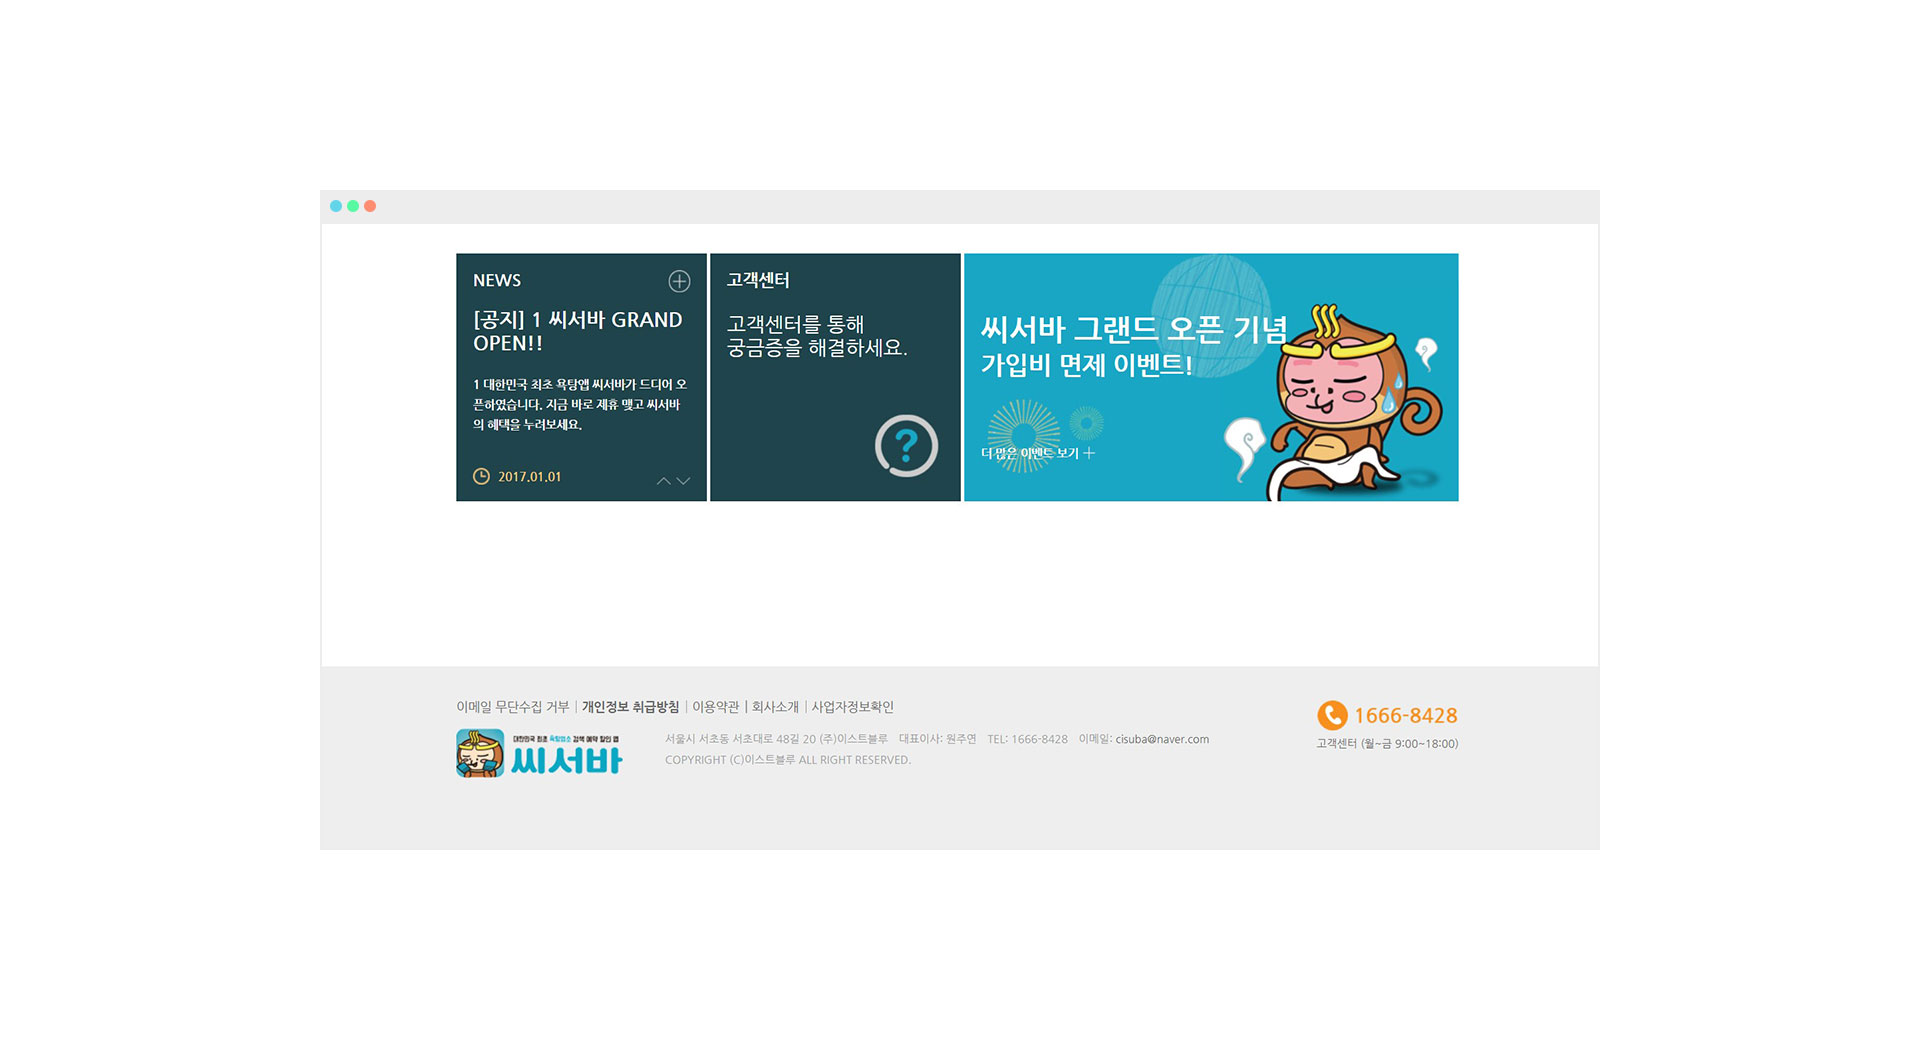 NEWS
[공지] 1 씨서바 GRAND
OPEN!!
1 대한민국 최초 욕탕앱 씨서바가 드디어 오
픈하였습니다. 지금 바로 제휴 맺고 씨서바
의 혜택을 누려보세요.
2017.01.01
고객센터
고객센터를 통해
궁금증을 해결하세요.
?
씨서바 그랜드 오픈 기념
가입비 면제 이벤트!
더 많은 이벤트 보기 +
이메일 무단수집 거부 | 개인정보 취급방침 | 이용약관 | 회사소개 | 사업자정보확인
대한민국 최초 욕탕업소 검색 예약 할인 앱
씨서바
서울시 서초동 서초대로 48길 20 (주)이스트블루 대표이사: 원주연 TEL: 1666-8428 이메일: cisuba@naver.com
COPYRIGHT (C)이스트블루 ALL RIGHT RESERVED.
1666-8428
고객센터 (월~금 9:00~18:00)